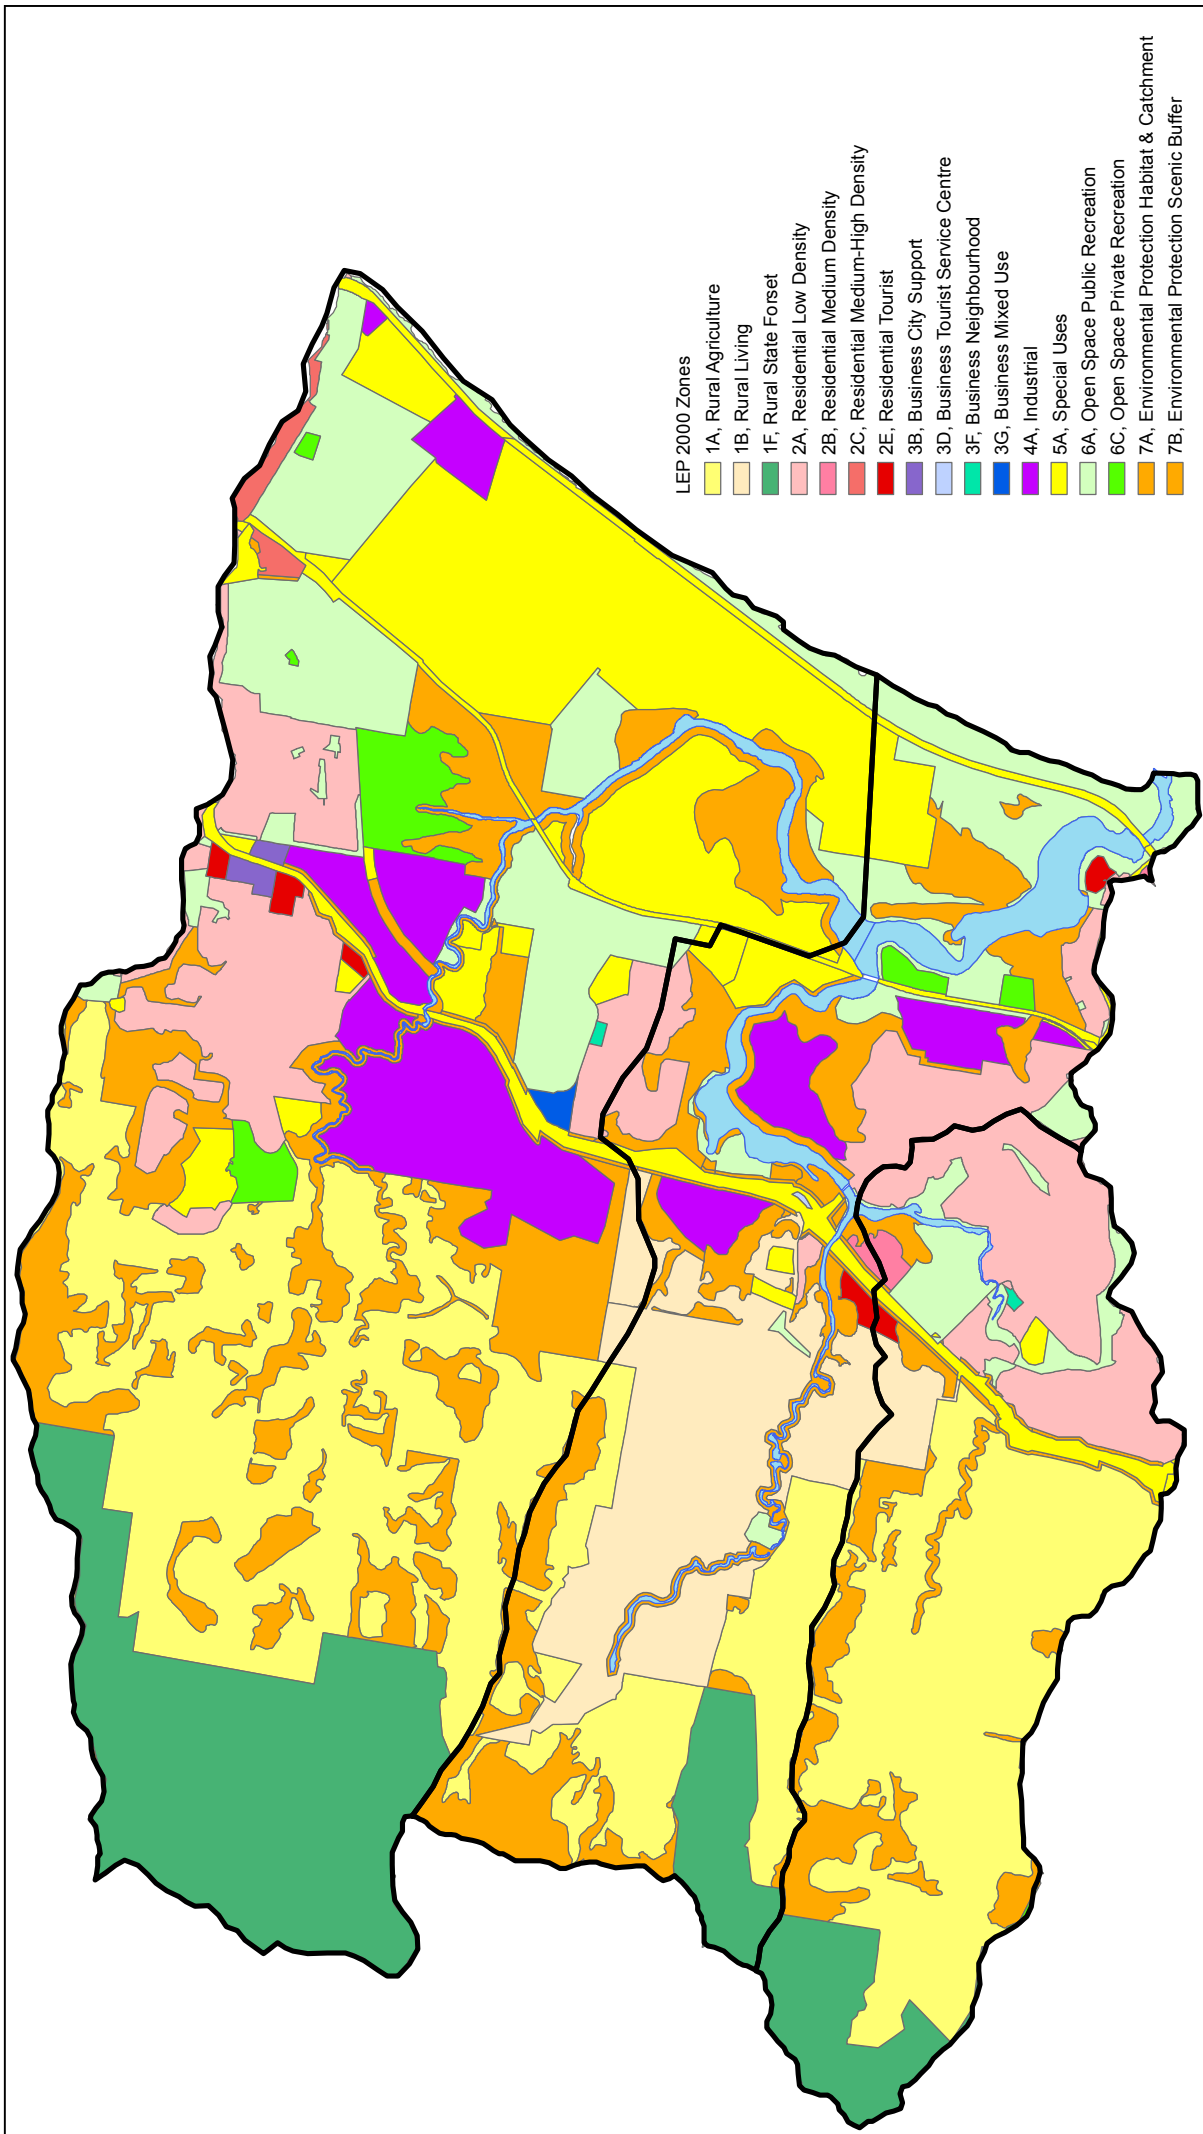 LEP 2000 Zones
1A, Rural Agriculture
1B, Rural Living
1F, Rural State Forset
2A, Residential Low Density
2B, Residential Medium Density
2C, Residential Medium-High Density
2E, Residential Tourist
3B, Business City Support
3D, Business Tourist Service Centre
3F, Business Neighbourhood
3G, Business Mixed Use
4A, Industrial
5A, Special Uses
6A, Open Space Public Recreation
6C, Open Space Private Recreation
7A, Environmental Protection Habitat & Catchment
7B, Environmental Protection Scenic Buffer